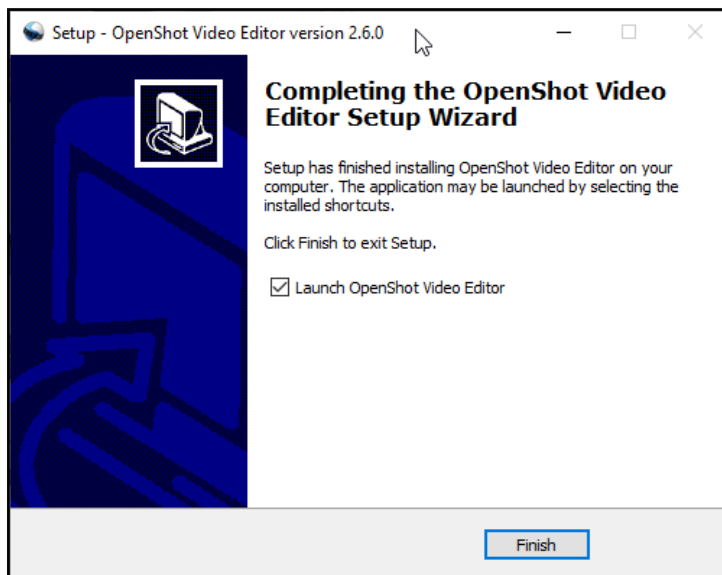 Setup - OpenShot Video Editor version 2.6.0
Completing the OpenShot Video
Editor Setup Wizard
Setup has finished installing OpenShot Video Editor on your
computer. The application may be launched by selecting the
installed shortcuts.
Click Finish to exit Setup.
Launch OpenShot Video Editor
Finish